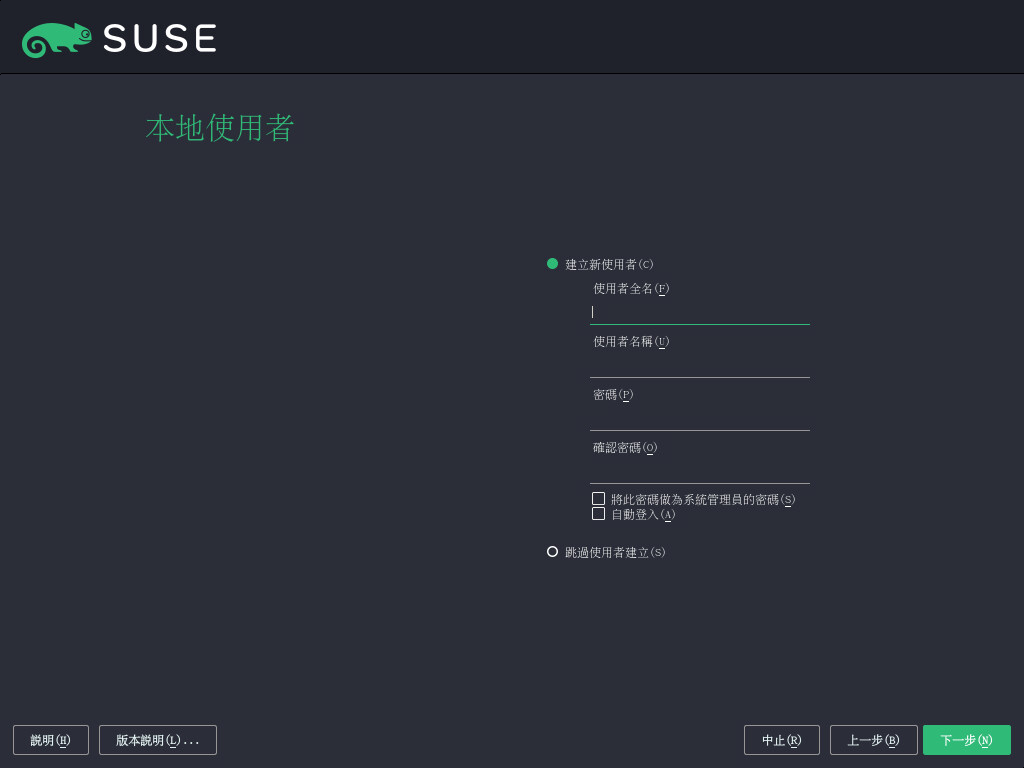 SUSE
本地使用者
建立新使用者(C)
使用者全名(F)
使用者名稱(U)
密碼(P)
確認密碼(O)
將此密碼做為系統管理員的密碼(S)
自動登入(A)
跳過使用者建立(S)
說明(H) 版本說明(L)... 中止(R) 上一步(B) 下一步(N)